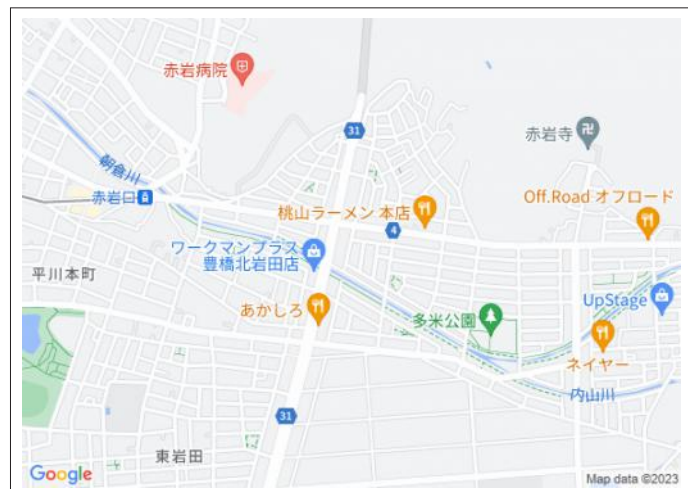 赤岩病院
31
赤岩寺
朝倉川
赤岩口
Off.Road オフロード
桃山ラーメン 本店
4
ワークマンプラス
豊橋北岩田店
平川本町
UpStage
あかしろ
多米公園
ネイヤー
内山川
31
東岩田
Google
Map data ©2023